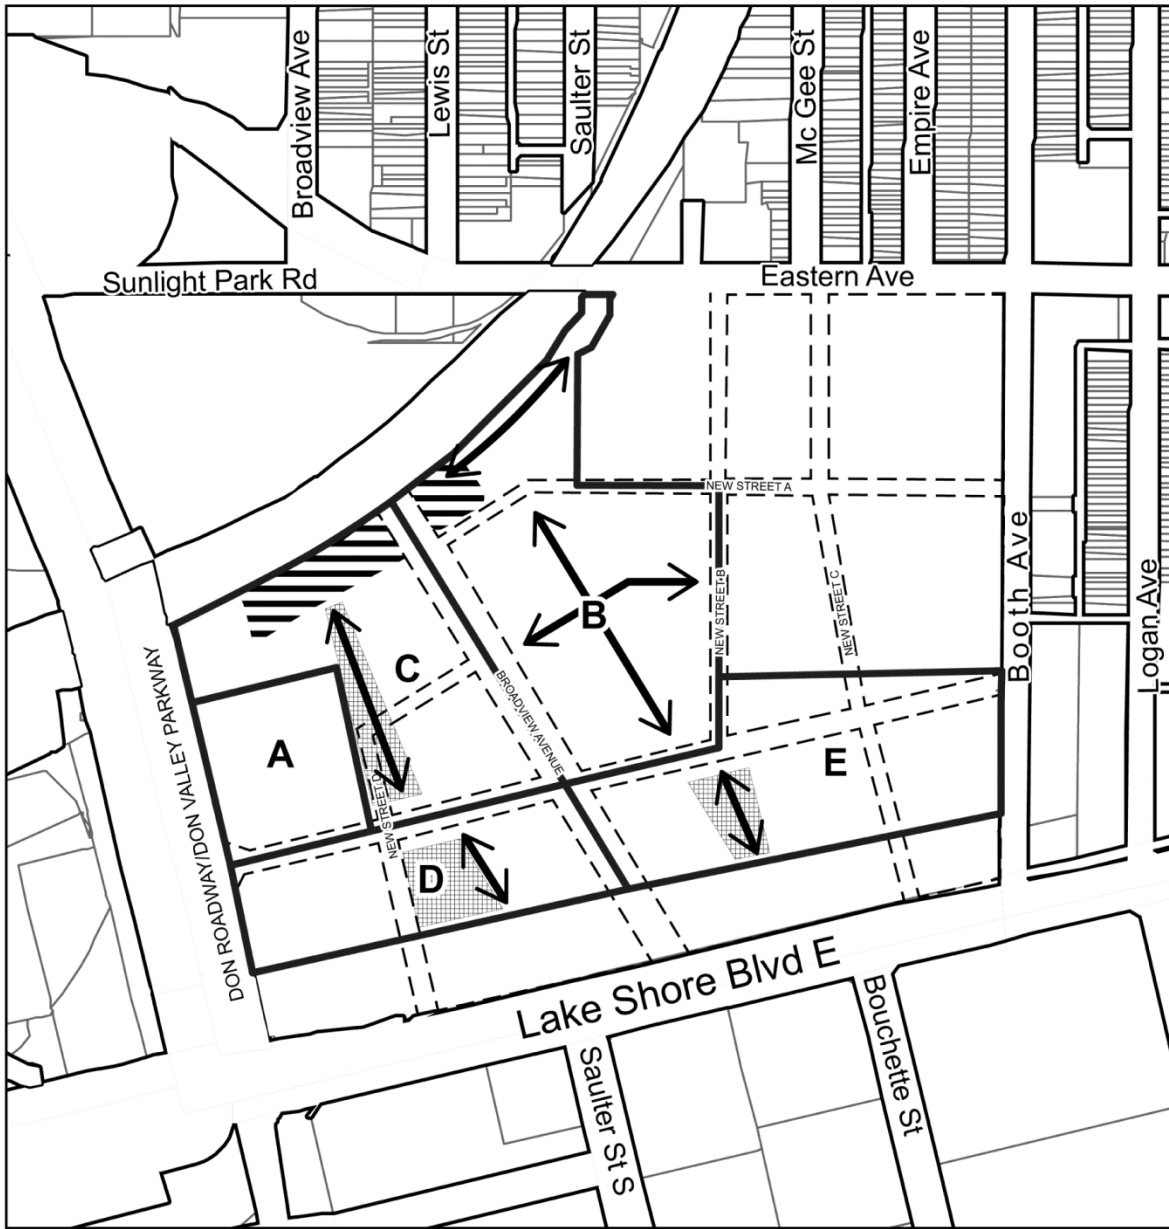 Broadview Ave
Lewis St
Saulter St
Mc Gee St
Empire Ave
Sunlight Park Rd
Eastern Ave
NEW STREET A
NEW STREET B
NEW STREET C
Booth Ave
Logan Ave
B
C
BROADVIEW AVENUE
A
E
NEW STREET D
D
DON ROADWAY/DON VALLEY PARKWAY
Lake Shore Blvd E
Saulter St S
Bouchette St